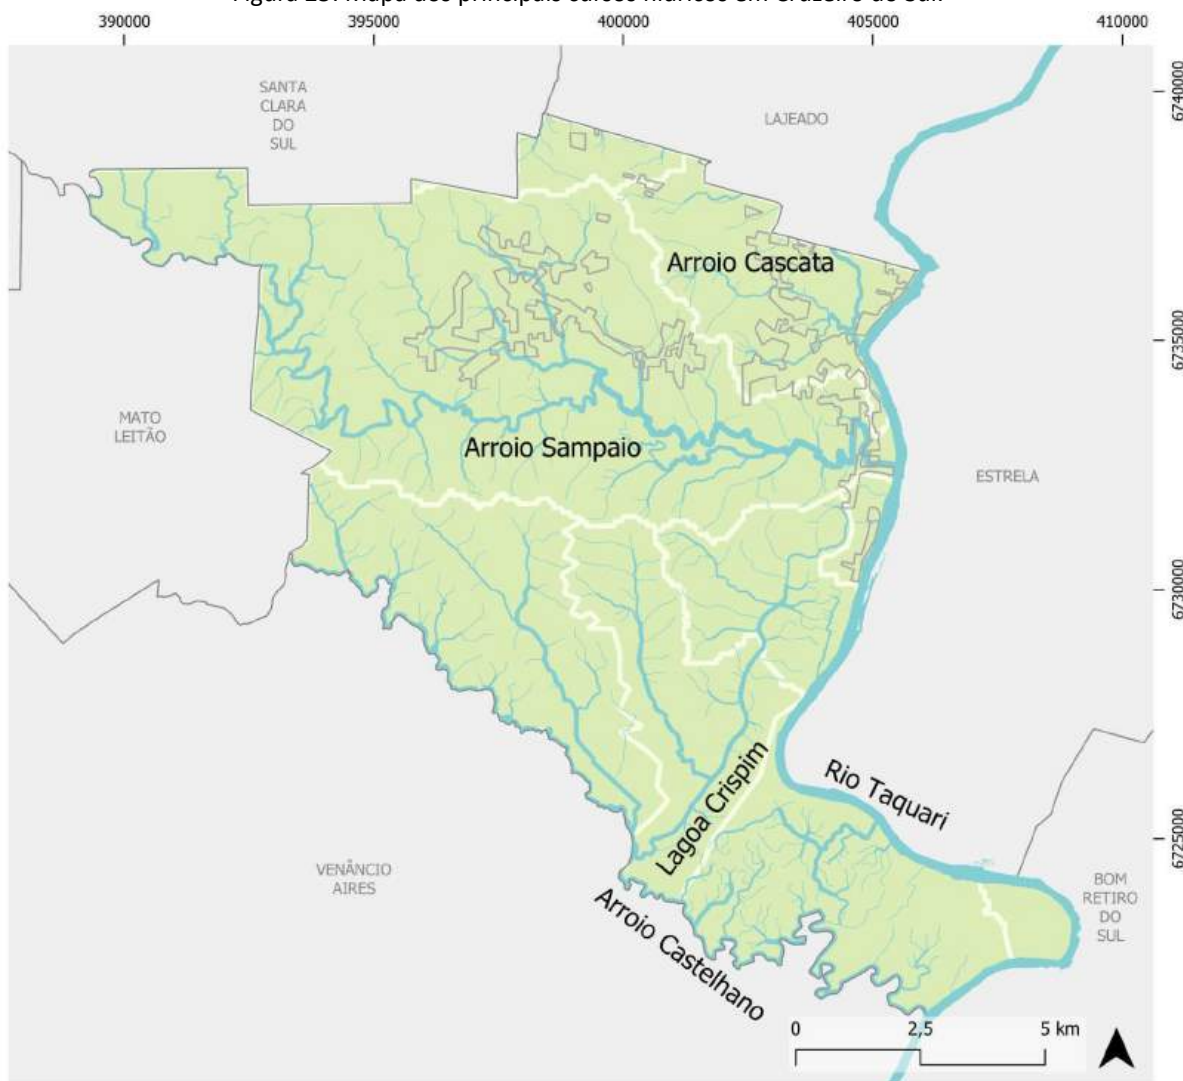 390000 395000 400000 405000 410000
6740000
SANTA
CLARA
DO
SUL
LAJEADO
Arroio Cascata
6735000
MATO
LEITÃO
Arroio Sampaio
ESTRELA
6730000
Lagoa Crispim
Rio Taquari
6725000
VENÂNCIO
AIRES
BOM
RETIRO
DO
SUL
Arroio Castelhano
0 2,5 5 km